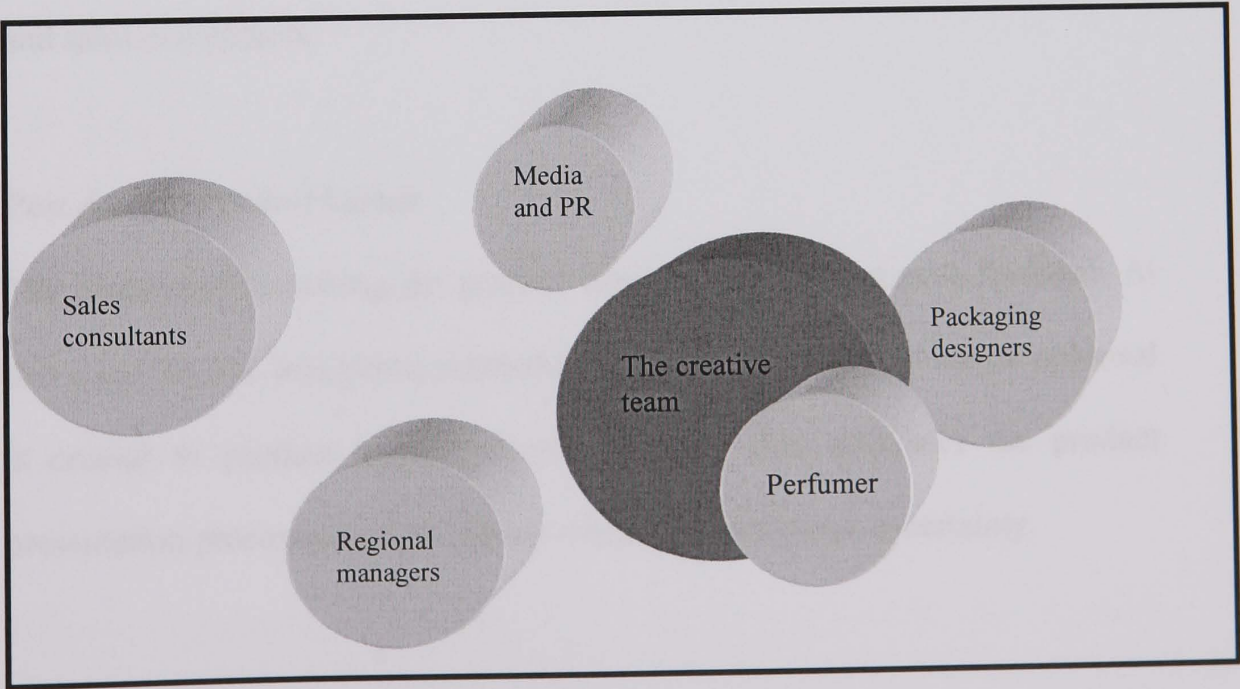 Media
and PR
Sales
consultants
Packaging
designers
The creative
team
Perfumer
Regional
managers